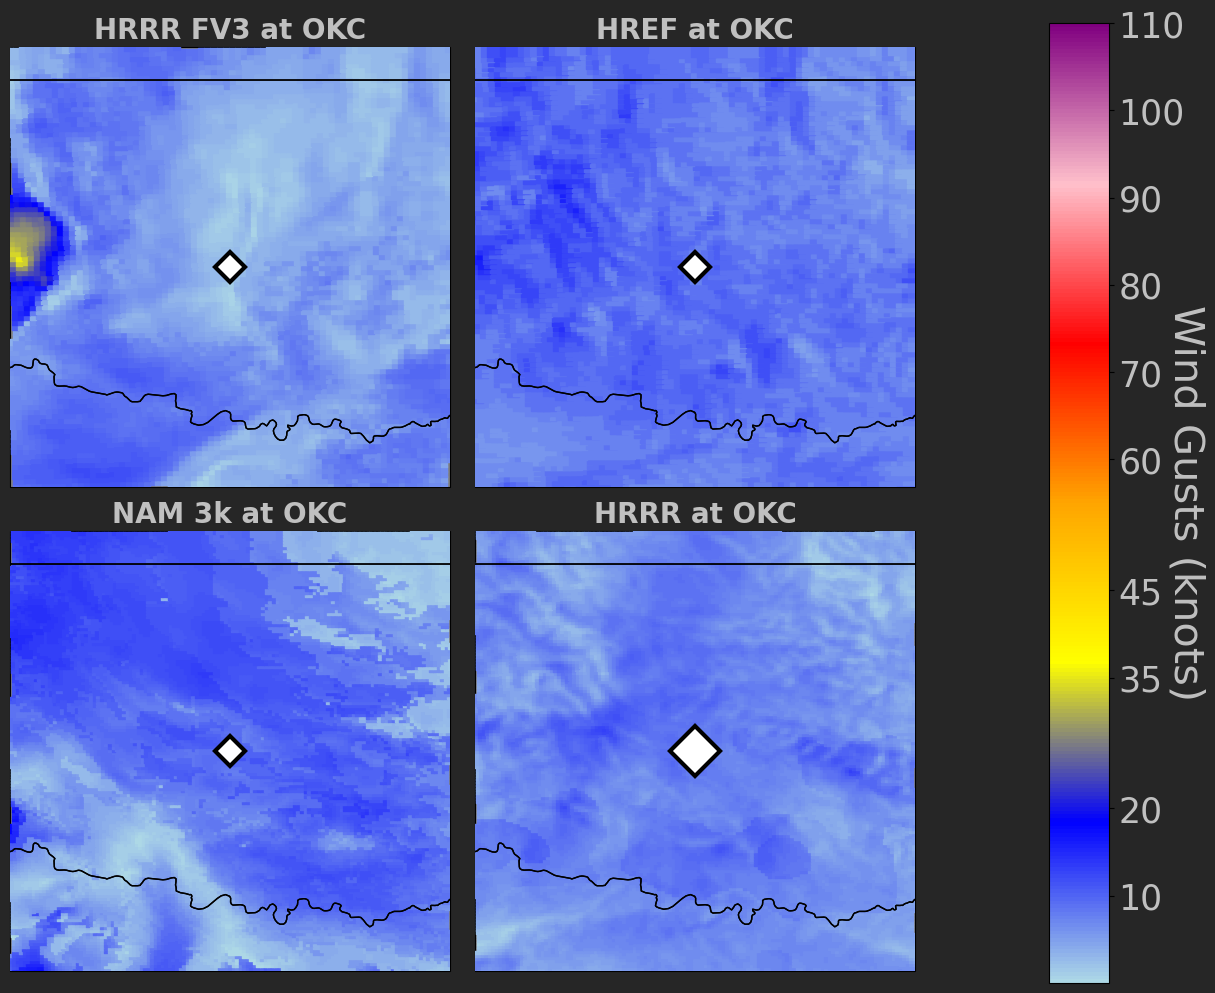 HRRR FV3 at OKC
HREF at OKC
NAM 3k at OKC
HRRR at OKC
110
100
90
80
70
60
45
35
20
10
Wind Gusts (knots)